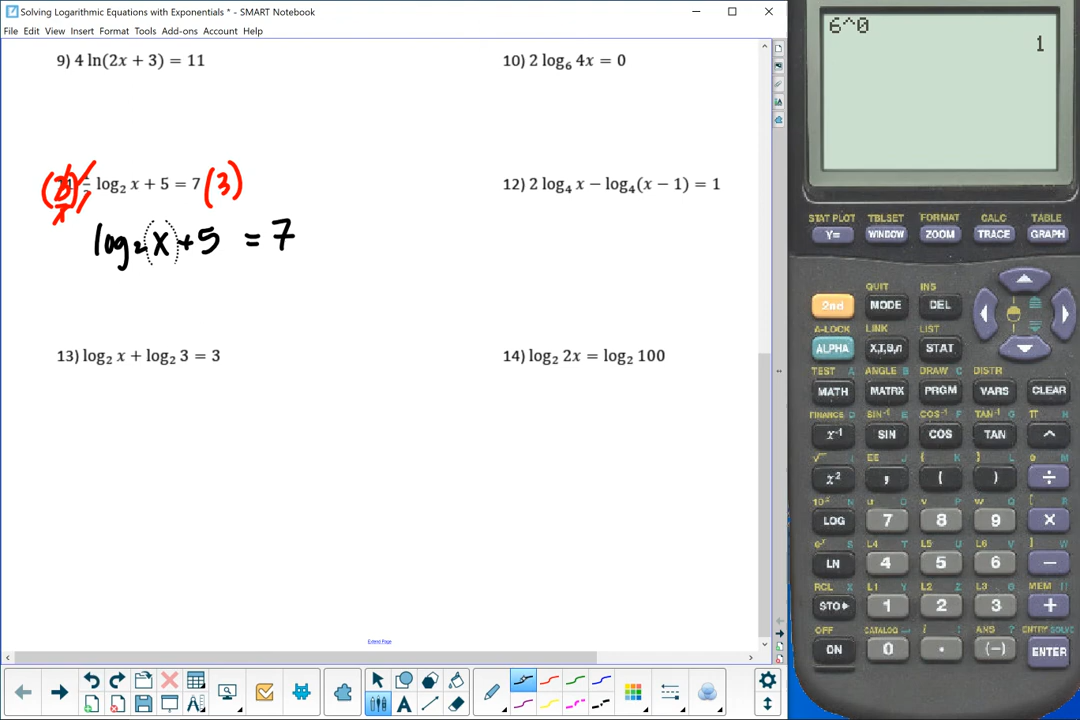 Solving Logarithmic Equations with Exponentials * - SMART Notebook
File Edit View Insert Format Tools Add-ons Account Help
9) 4 ln(2x + 3) = 11
10) 2 log₆ 4x = 0
log₂ x + 5 = 7 (3)
log₂(x)+5 = 7
12) 2 log₄ x − log₄(x − 1) = 1
13) log₂ x + log₂ 3 = 3
14) log₂ 2x = log₂ 100
Extend Page
6^0
1
STAT PLOT TBLSET FORMAT CALC TABLE
Y= WINDOW ZOOM TRACE GRAPH
QUIT INS
2nd MODE DEL
A-LOCK LINK LIST
ALPHA X,T,θ,n STAT
TEST A ANGLE B DRAW C DISTR
MATH MATRX PRGM VARS CLEAR
FINANCE D SIN⁻¹ E COS⁻¹ F TAN⁻¹ G π H
x⁻¹ SIN COS TAN ^
√ I EE J { K } L M
x² , ( ) ÷
10ˣ N u O v P w Q [ R
LOG 7 8 9 ×
eˣ S L4 T L5 U L6 V ] W
LN 4 5 6 −
RCL X L1 Y L2 Z L3 θ MEM "
STO▶ 1 2 3 +
OFF CATALOG i : ANS ? ENTRY SOLVE
ON 0 . (−) ENTER